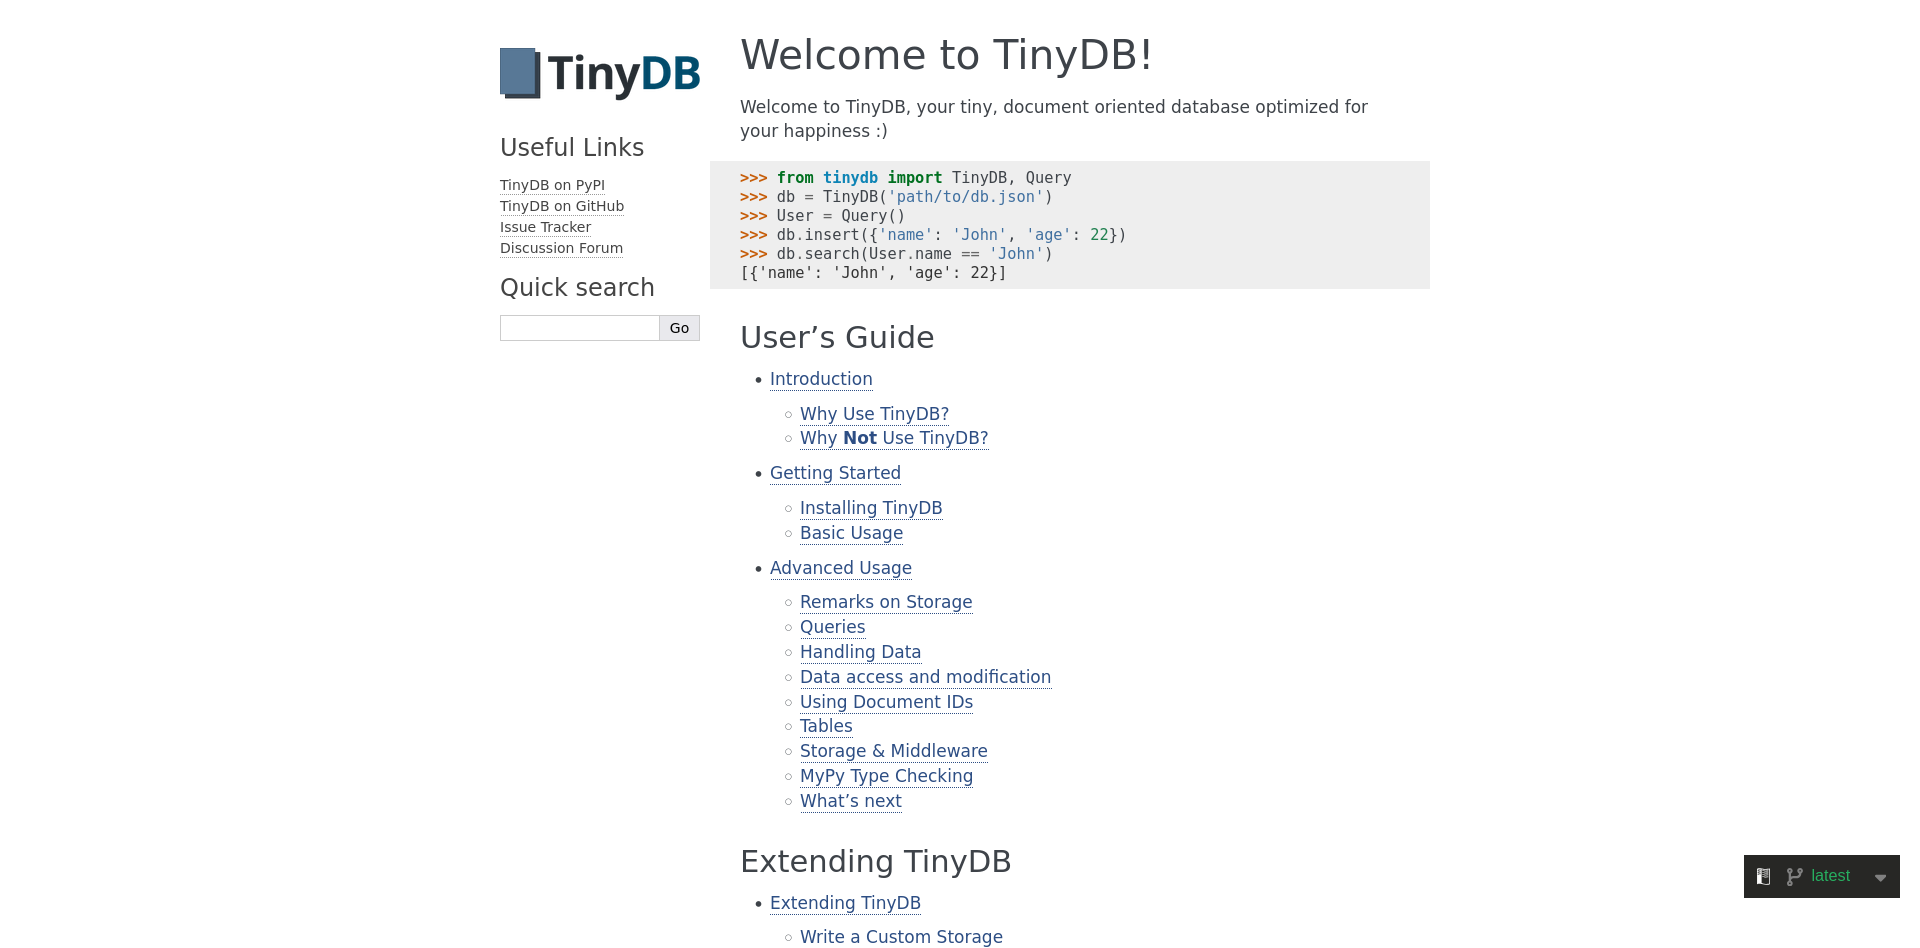 TinyDB
Useful Links
TinyDB on PyPI
TinyDB on GitHub
Issue Tracker
Discussion Forum
Quick search
Go
Welcome to TinyDB!
Welcome to TinyDB, your tiny, document oriented database optimized for
your happiness :)
>>> from tinydb import TinyDB, Query
>>> db = TinyDB('path/to/db.json')
>>> User = Query()
>>> db.insert({'name': 'John', 'age': 22})
>>> db.search(User.name == 'John')
[{'name': 'John', 'age': 22}]
User’s Guide
• Introduction
○ Why Use TinyDB?
○ Why Not Use TinyDB?
• Getting Started
○ Installing TinyDB
○ Basic Usage
• Advanced Usage
○ Remarks on Storage
○ Queries
○ Handling Data
○ Data access and modification
○ Using Document IDs
○ Tables
○ Storage & Middleware
○ MyPy Type Checking
○ What’s next
Extending TinyDB
• Extending TinyDB
○ Write a Custom Storage
latest